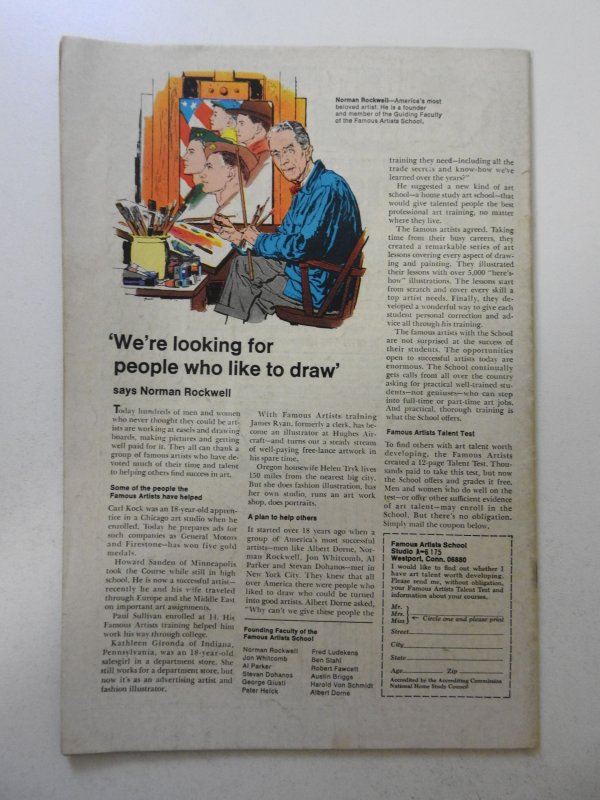 Norman Rockwell—America's most
beloved artist. He is a founder
and member of the Guiding Faculty
of the Famous Artists School.
'We're looking for
people who like to draw'
says Norman Rockwell
Today hundreds of men and women
who never thought they could be art-
ists are working at easels and drawing
boards, making pictures and getting
well paid for it. They all can thank a
group of famous artists who have de-
voted much of their time and talent
to helping others find success in art.
Some of the people the
Famous Artists have helped
Carl Kock was an 18-year-old appren-
tice in a Chicago art studio when he
enrolled. Today he prepares ads for
such companies as General Motors
and Firestone—has won five gold
medals.
Howard Sanden of Minneapolis
took the Course while still in high
school. He is now a successful artist—
recently he and his wife traveled
through Europe and the Middle East
on important art assignments.
Paul Sullivan enrolled at 14. His
Famous Artists training helped him
work his way through college.
Kathleen Gironda of Indiana,
Pennsylvania, was an 18-year-old
salesgirl in a department store. She
still works for a department store, but
now it's as an advertising artist and
fashion illustrator.
With Famous Artists training
James Ryan, formerly a clerk, has be-
come an illustrator at Hughes Air-
craft—and turns out a steady stream
of well-paying free-lance artwork in
his spare time.
Oregon housewife Helen Tryk lives
150 miles from the nearest big city.
But she does fashion illustration, has
her own studio, runs an art work
shop, does portraits.
A plan to help others
It started over 18 years ago when a
group of America's most successful
artists—men like Albert Dorne, Nor-
man Rockwell, Jon Whitcomb, Al
Parker and Stevan Dohanos—met in
New York City. They knew that all
over America there were people who
liked to draw who could be turned
into good artists. Albert Dorne asked,
"Why can't we give these people the
Founding Faculty of the
Famous Artists School
Norman Rockwell
Jon Whitcomb
Al Parker
Stevan Dohanos
George Giusti
Peter Helck
Fred Ludekens
Ben Stahl
Robert Fawcett
Austin Briggs
Harold Von Schmidt
Albert Dorne
training they need—including all the
trade secrets and know-how we've
learned over the years?"
He suggested a new kind of art
school—a home study art school—that
would give talented people the best
professional art training, no matter
where they live.
The famous artists agreed. Taking
time from their busy careers, they
created a remarkable series of art
lessons covering every aspect of draw-
ing and painting. They illustrated
their lessons with over 5,000 "here's-
how" illustrations. The lessons start
from scratch and cover every skill a
top artist needs. Finally, they de-
veloped a wonderful way to give each
student personal correction and ad-
vice all through his training.
The famous artists with the School
are not surprised at the success of
their students. The opportunities
open to successful artists today are
enormous. The School continually
gets calls from all over the country
asking for practical well-trained stu-
dents—not geniuses—who can step
into full-time or part-time art jobs.
And practical, thorough training is
what the School offers.
Famous Artists Talent Test
To find others with art talent worth
developing, the Famous Artists
created a 12-page Talent Test. Thou-
sands paid to take this test, but now
the School offers and grades it free.
Men and women who do well on the
test—or offer other sufficient evidence
of art talent—may enroll in the
School. But there's no obligation.
Simply mail the coupon below.
Famous Artists School
Studio A-6175
Westport, Conn. 06880
I would like to find out whether I
have art talent worth developing.
Please send me, without obligation,
your Famous Artists Talent Test and
information about your courses.
Mr.
Mrs.
Miss
Circle one and please print
Street
City
State
Age Zip
Accredited by the Accrediting Commission
National Home Study Council